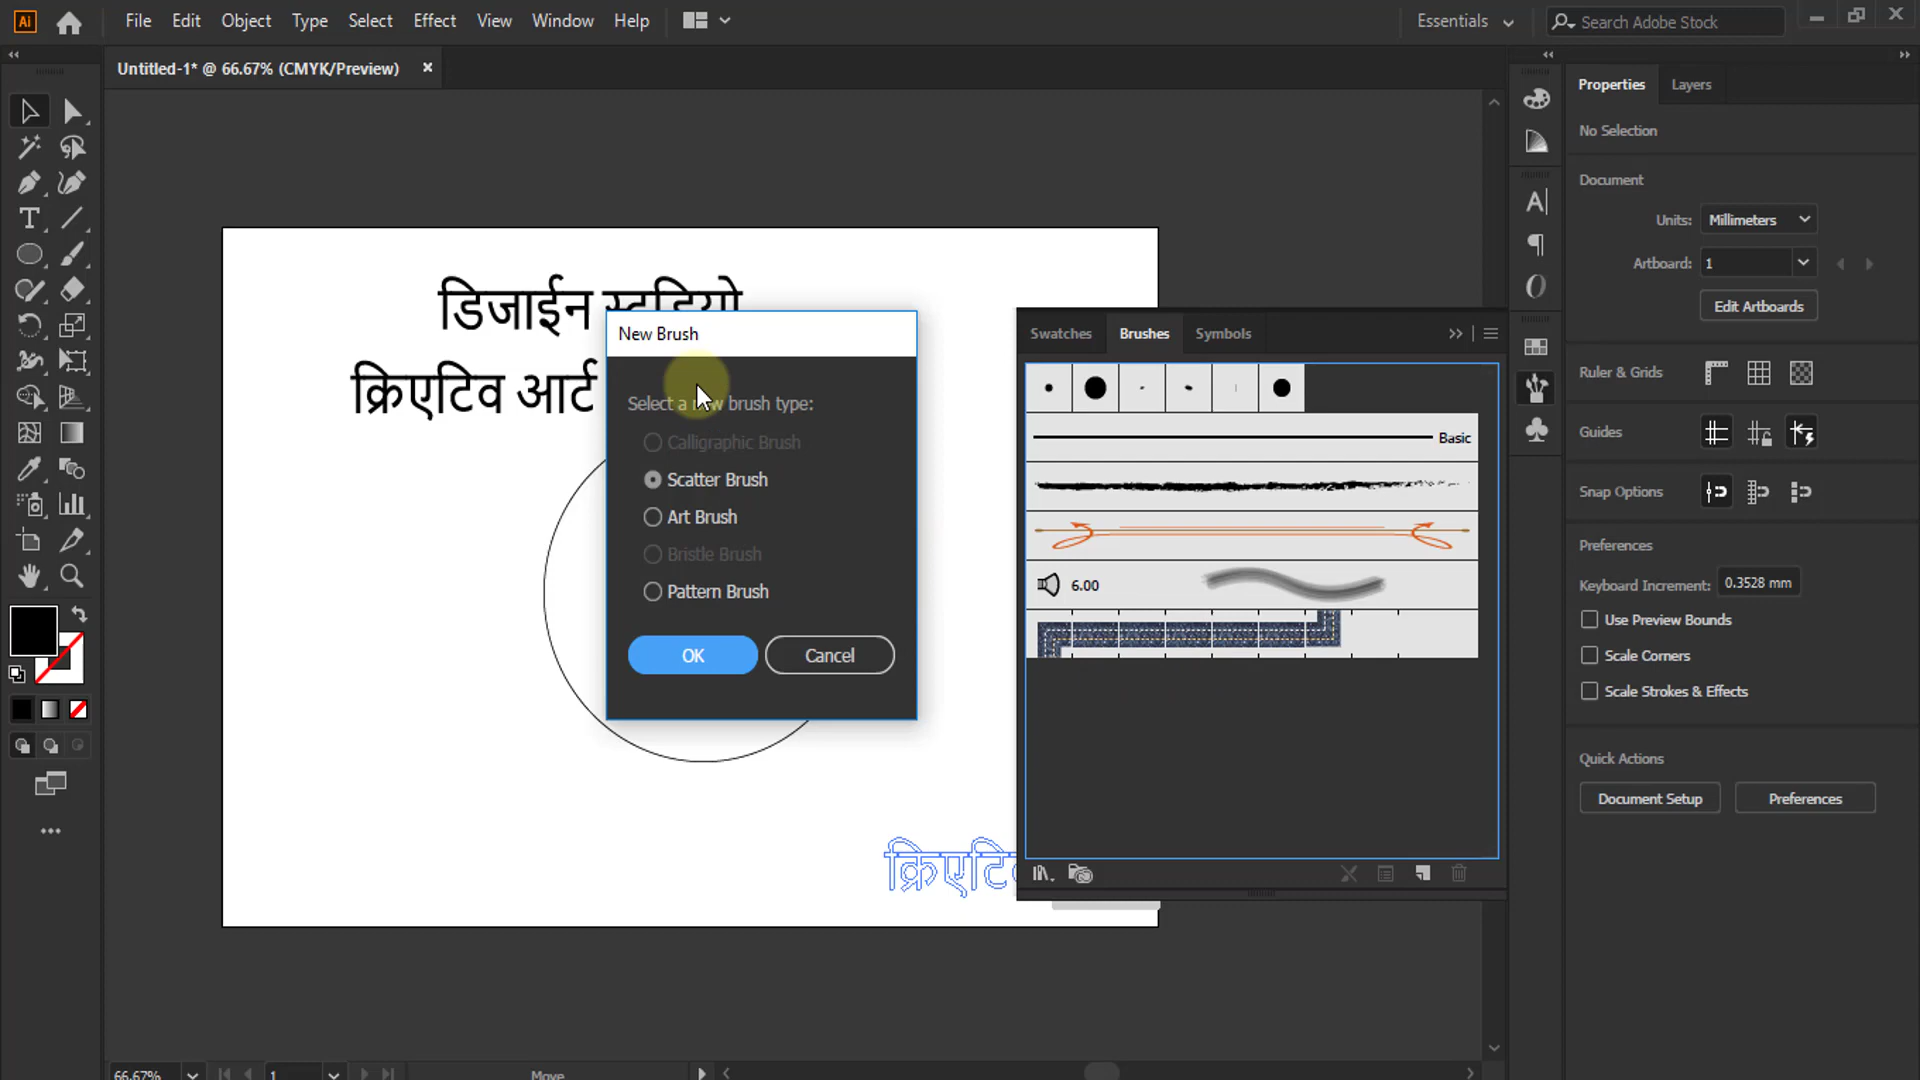 Ai File Edit Object Type Select Effect View Window Help Essentials Search Adobe Stock
Untitled-1* @ 66.67% (CMYK/Preview)
डिजाईन स्टुडियो
क्रिएटिव आर्ट
क्रिएटि
New Brush
Select a new brush type:
Calligraphic Brush
Scatter Brush
Art Brush
Bristle Brush
Pattern Brush
OK Cancel
Swatches Brushes Symbols
Basic
6.00
Properties Layers
No Selection
Document
Units: Millimeters
Artboard: 1
Edit Artboards
Ruler & Grids
Guides
Snap Options
Preferences
Keyboard Increment: 0.3528 mm
Use Preview Bounds
Scale Corners
Scale Strokes & Effects
Quick Actions
Document Setup Preferences
66.67% 1 Move